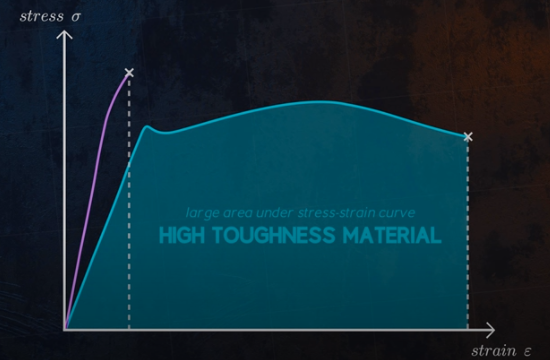 stress σ
large area under stress-strain curve
HIGH TOUGHNESS MATERIAL
strain ε